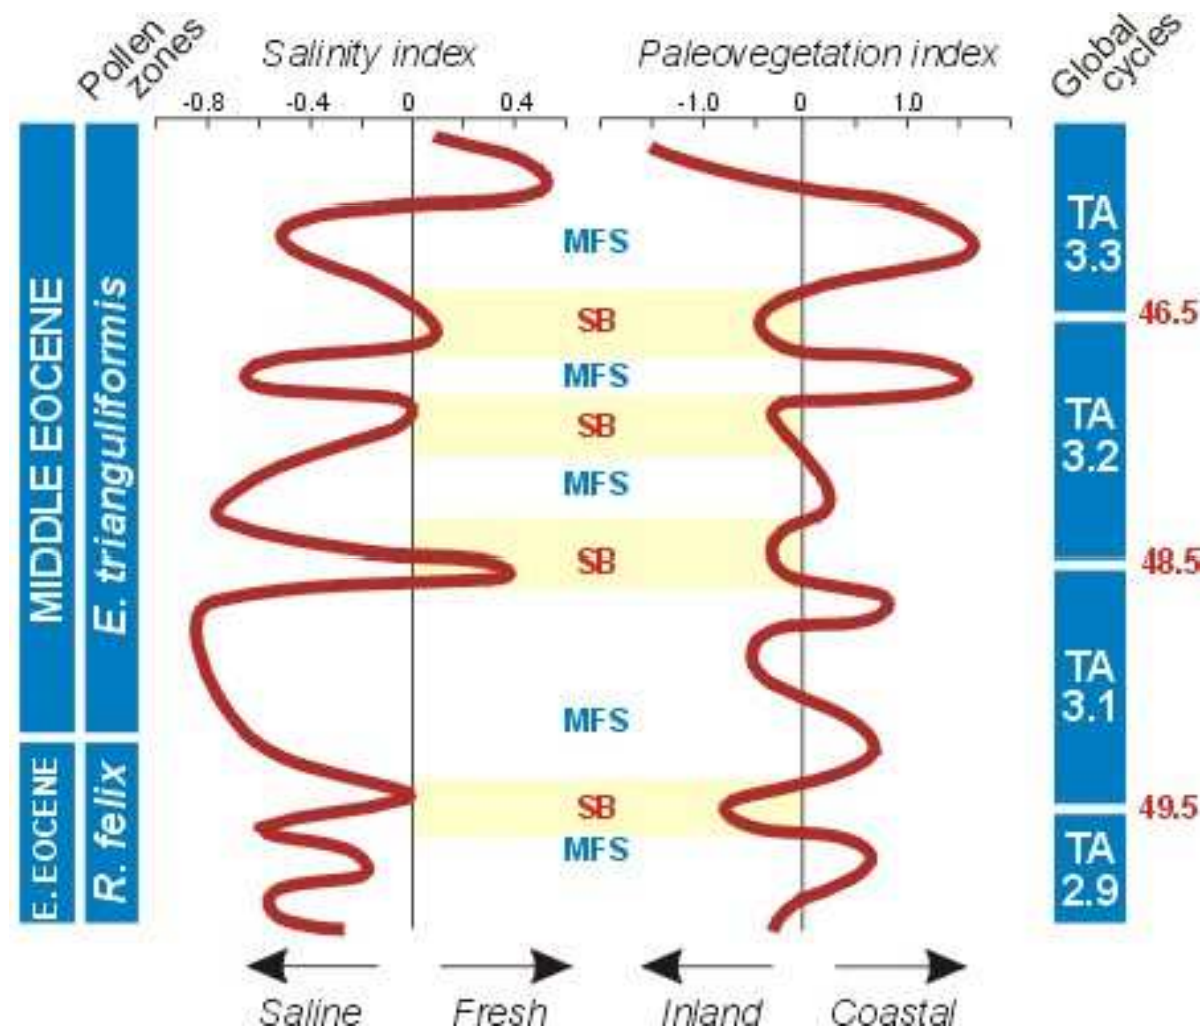 Pollen
zones
Salinity index
Paleovegetation index
Global
cycles
-0.8 -0.4 0 0.4
-1.0 0 1.0
MIDDLE EOCENE
E. trianguliformis
E. EOCENE
R. felix
MFS
SB
MFS
SB
MFS
SB
MFS
SB
MFS
TA
3.3
46.5
TA
3.2
48.5
TA
3.1
49.5
TA
2.9
Saline
Fresh
Inland
Coastal